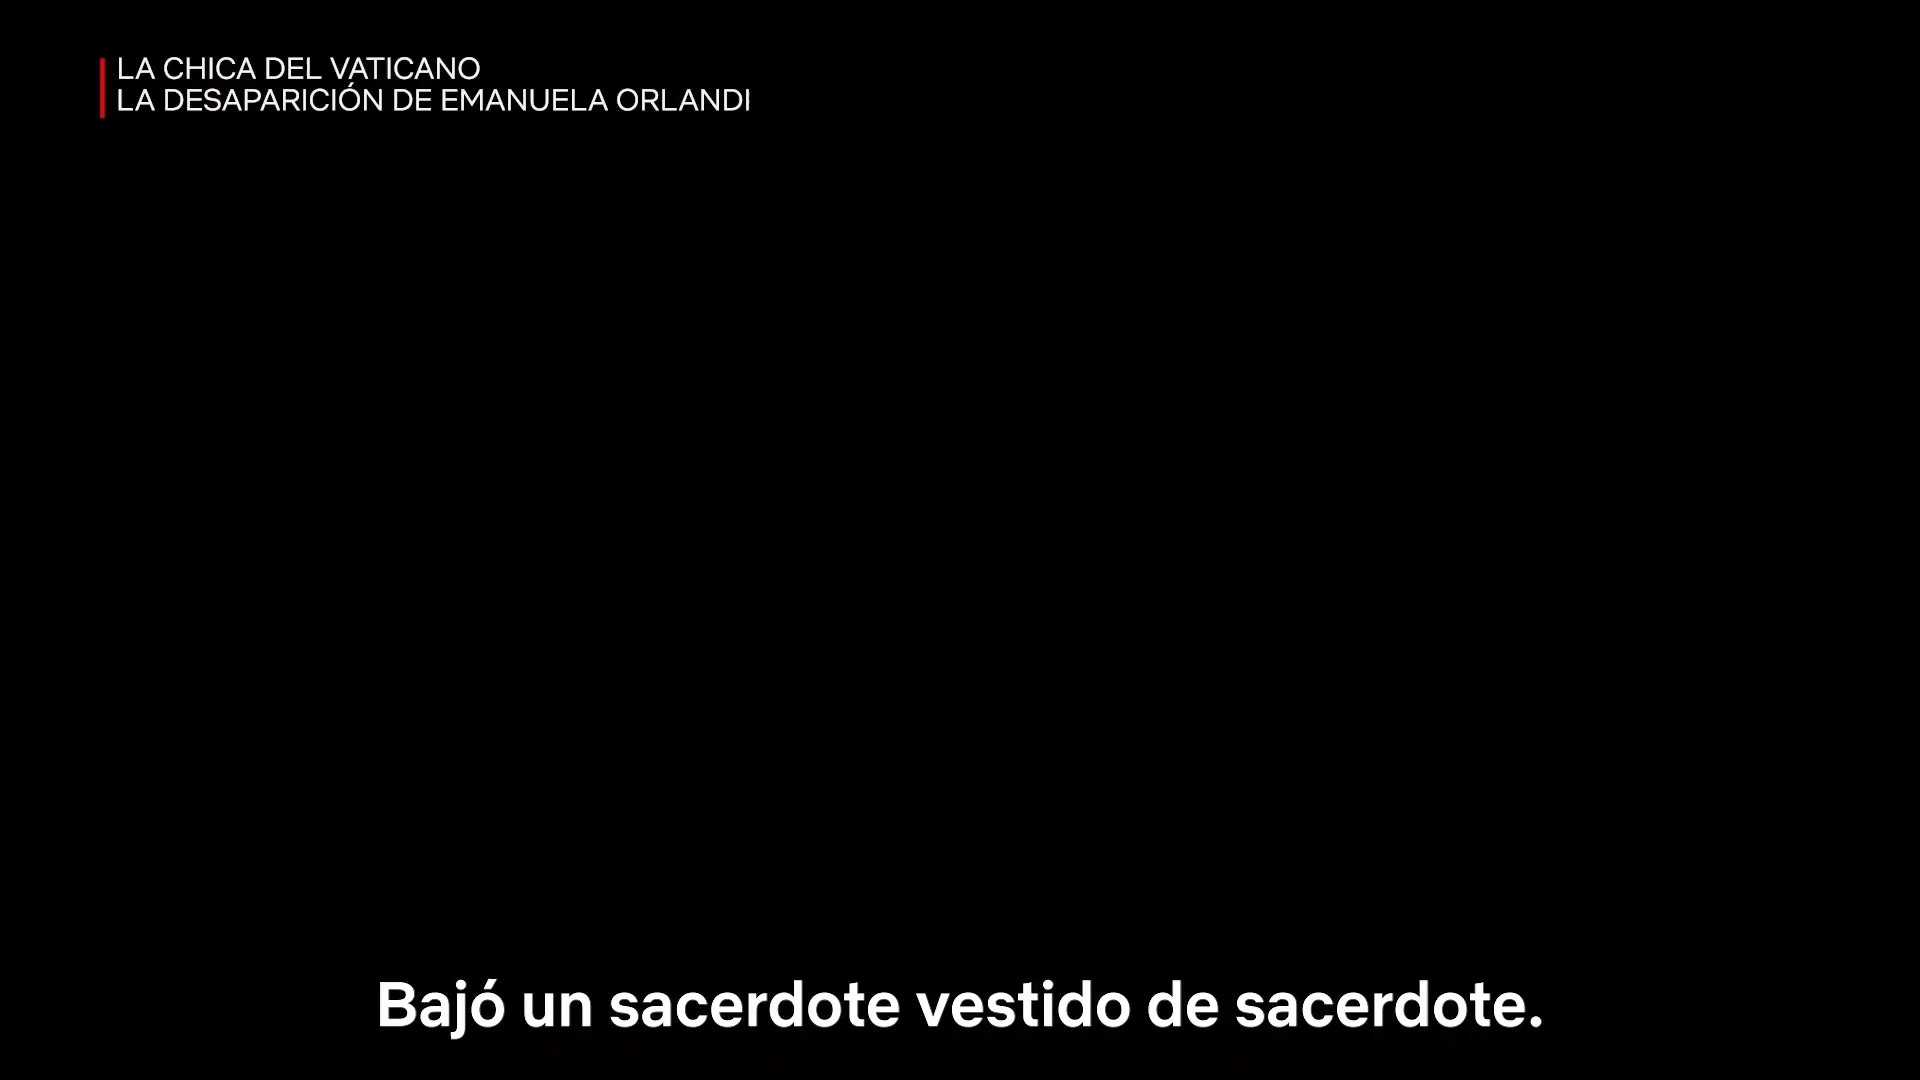 LA CHICA DEL VATICANO
LA DESAPARICIÓN DE EMANUELA ORLANDI
Bajó un sacerdote vestido de sacerdote.